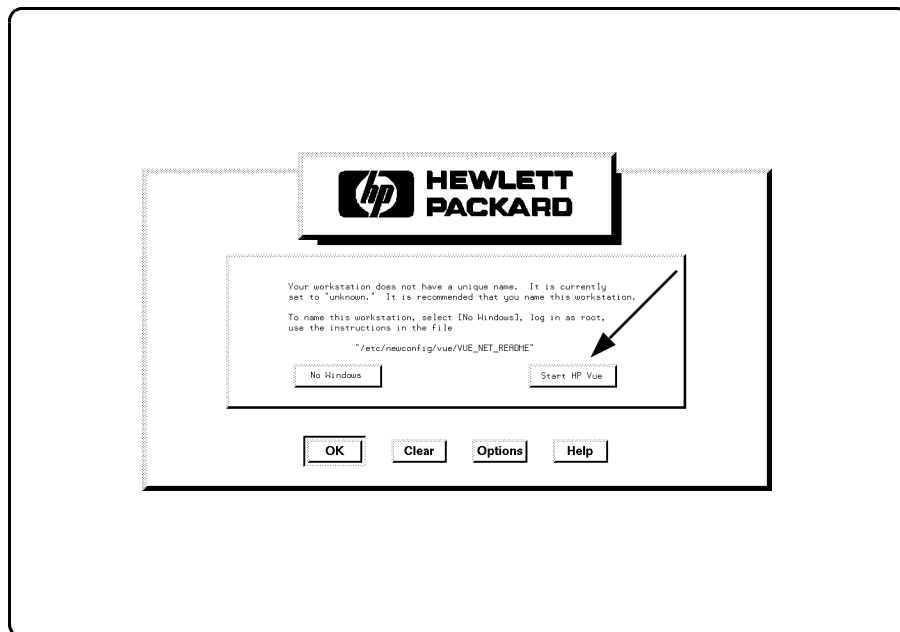 hp HEWLETT
PACKARD
Your workstation does not have a unique name. It is currently
set to "unknown." It is recommended that you name this workstation.
To name this workstation, select [No Windows], log in as root,
use the instructions in the file
"/etc/newconfig/vue/VUE_NET_README"
No Windows Start HP Vue
OK Clear Options Help